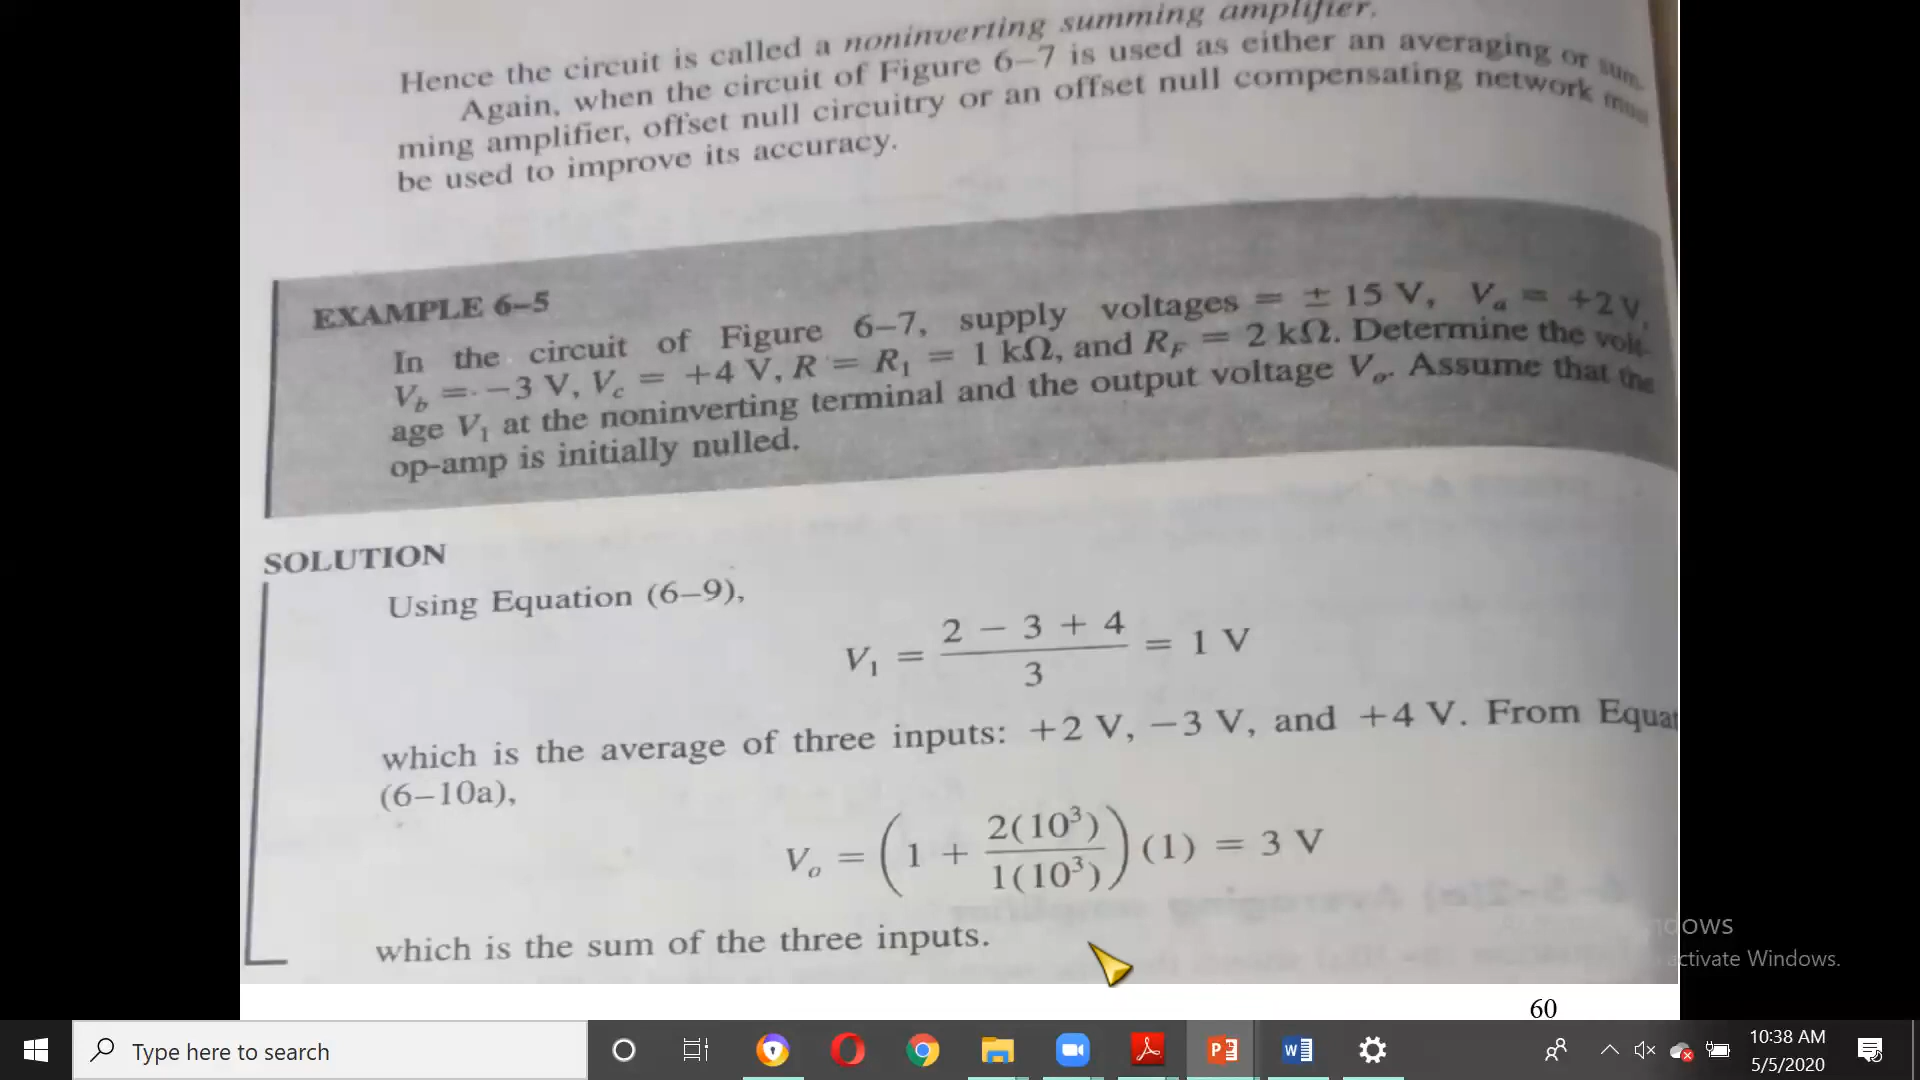 Hence the circuit is called a noninverting summing amplifier.
Again, when the circuit of Figure 6–7 is used as either an averaging or sum-
ming amplifier, offset null circuitry or an offset null compensating network must
be used to improve its accuracy.
EXAMPLE 6–5
In the circuit of Figure 6–7, supply voltages = ± 15 V, Va = +2 V,
Vb = −3 V, Vc = +4 V, R = R1 = 1 kΩ, and RF = 2 kΩ. Determine the volt-
age V1 at the noninverting terminal and the output voltage Vo. Assume that the
op-amp is initially nulled.
SOLUTION
Using Equation (6–9),
V1 = (2 − 3 + 4)/3 = 1 V
which is the average of three inputs: +2 V, −3 V, and +4 V. From Equat
(6–10a),
Vo = (1 + 2(10³)/1(10³)) (1) = 3 V
which is the sum of the three inputs.
dows
activate Windows.
60
Type here to search
10:38 AM
5/5/2020